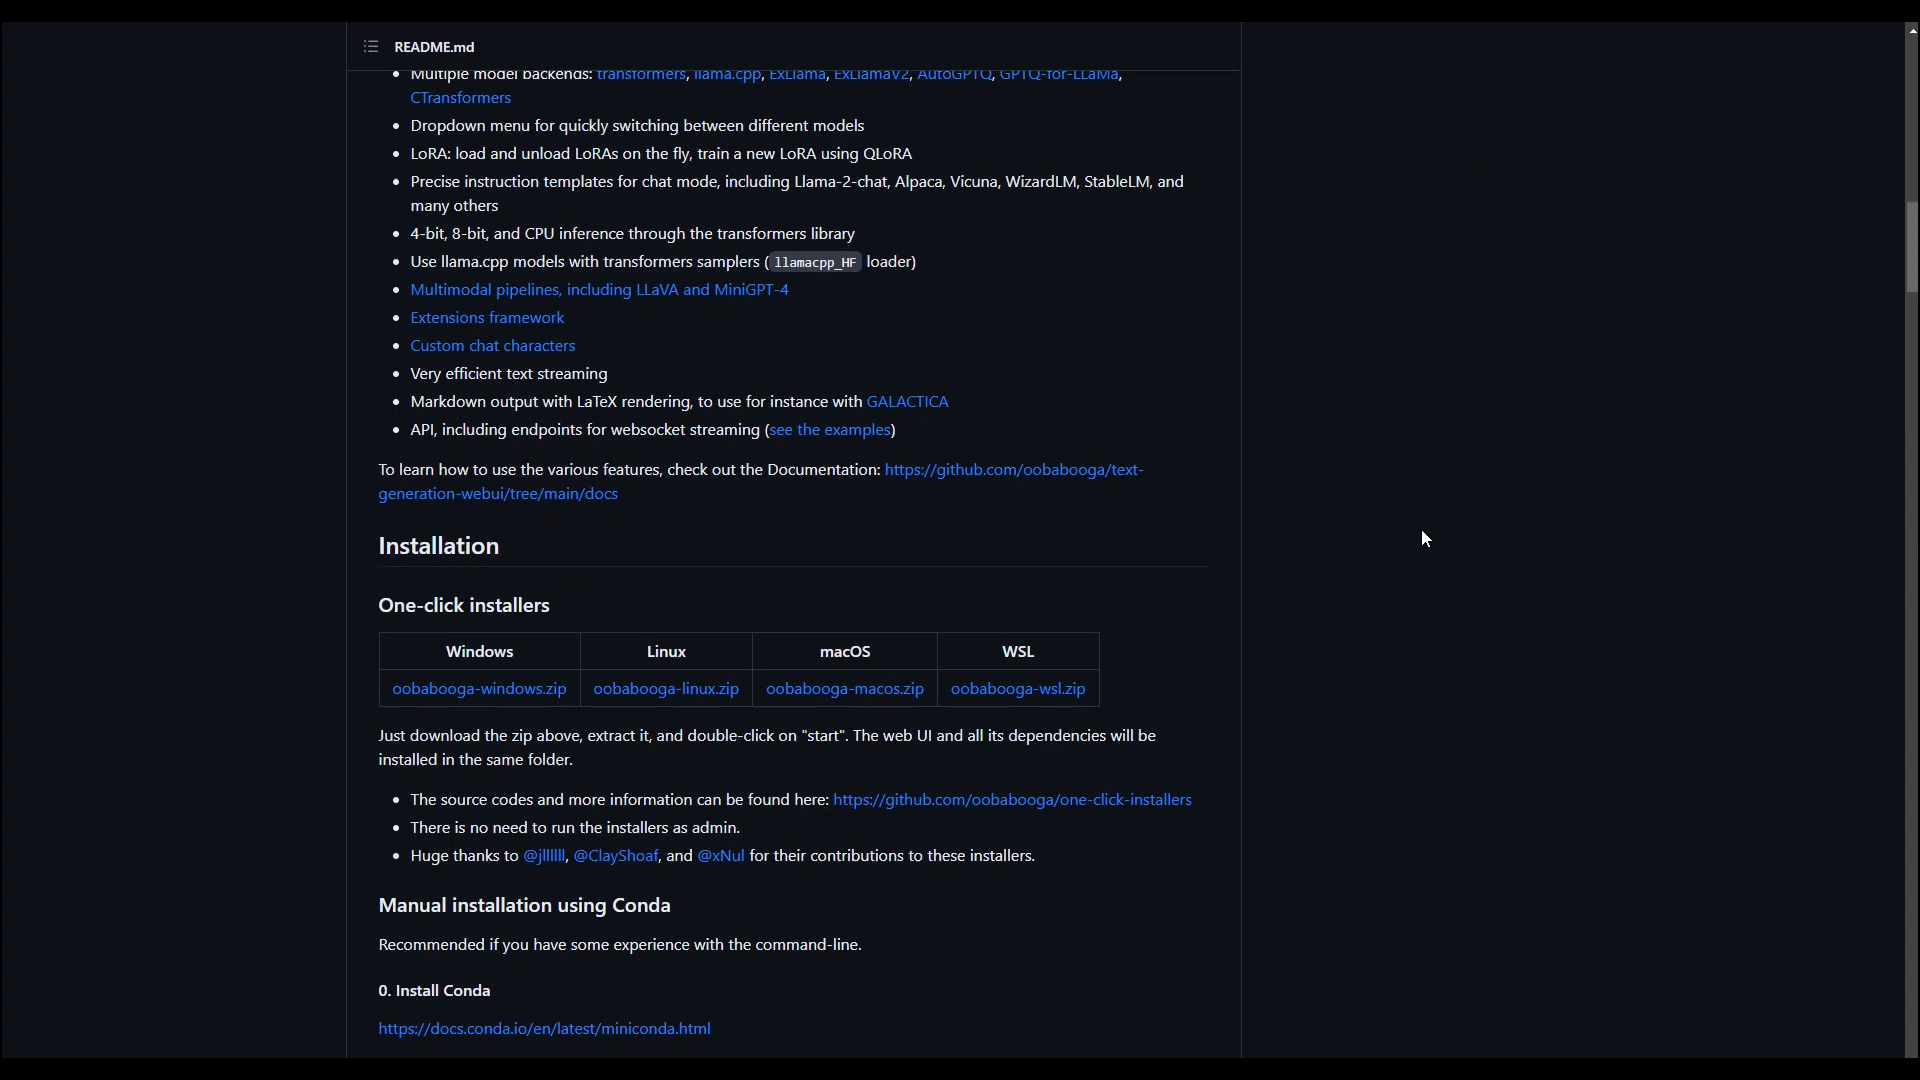 README.md
Multiple model backends: transformers, llama.cpp, ExLlama, ExLlamaV2, AutoGPTQ, GPTQ-for-LLaMa,
CTransformers
Dropdown menu for quickly switching between different models
LoRA: load and unload LoRAs on the fly, train a new LoRA using QLoRA
Precise instruction templates for chat mode, including Llama-2-chat, Alpaca, Vicuna, WizardLM, StableLM, and
many others
4-bit, 8-bit, and CPU inference through the transformers library
Use llama.cpp models with transformers samplers (llamacpp_HF loader)
Multimodal pipelines, including LLaVA and MiniGPT-4
Extensions framework
Custom chat characters
Very efficient text streaming
Markdown output with LaTeX rendering, to use for instance with GALACTICA
API, including endpoints for websocket streaming (see the examples)
To learn how to use the various features, check out the Documentation: https://github.com/oobabooga/text-
generation-webui/tree/main/docs
Installation
One-click installers
Windows Linux macOS WSL
oobabooga-windows.zip oobabooga-linux.zip oobabooga-macos.zip oobabooga-wsl.zip
Just download the zip above, extract it, and double-click on "start". The web UI and all its dependencies will be
installed in the same folder.
The source codes and more information can be found here: https://github.com/oobabooga/one-click-installers
There is no need to run the installers as admin.
Huge thanks to @jllllll, @ClayShoaf, and @xNul for their contributions to these installers.
Manual installation using Conda
Recommended if you have some experience with the command-line.
0. Install Conda
https://docs.conda.io/en/latest/miniconda.html